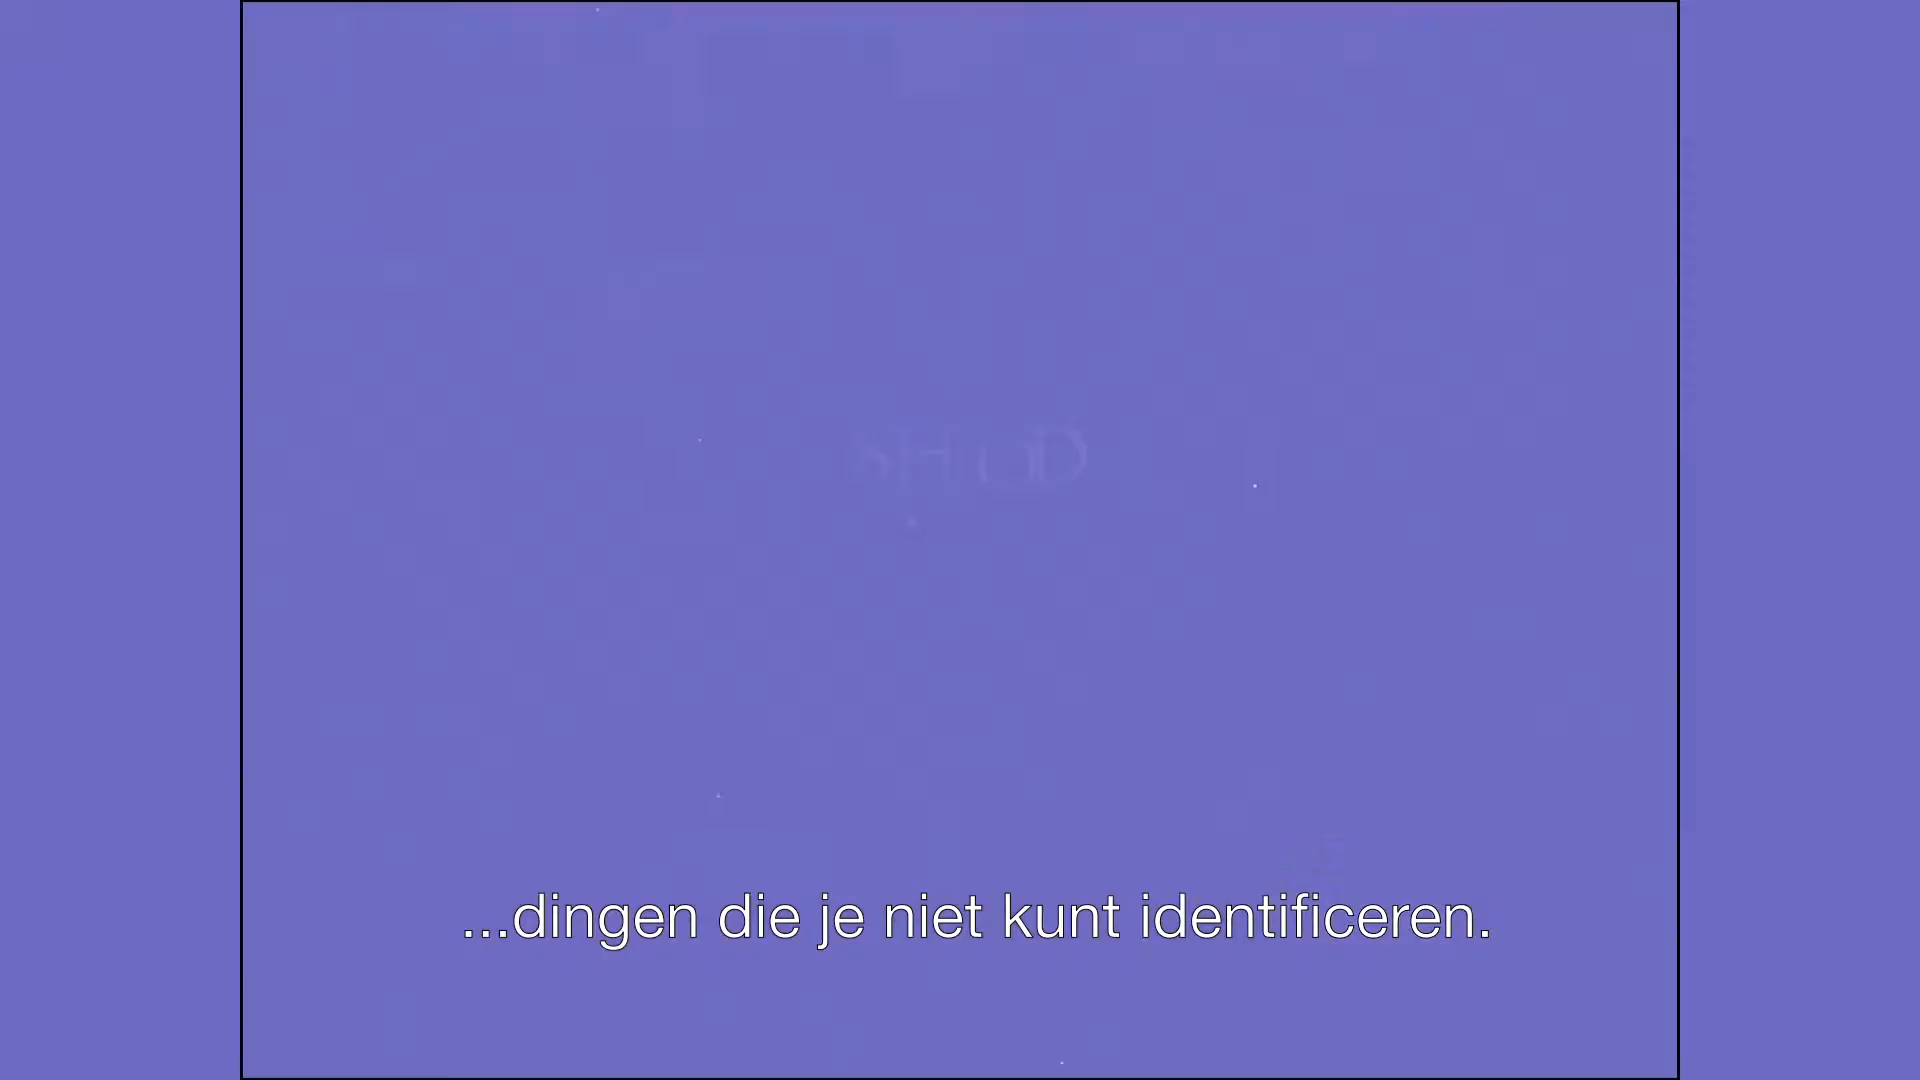 ...dingen die je niet kunt identificeren.